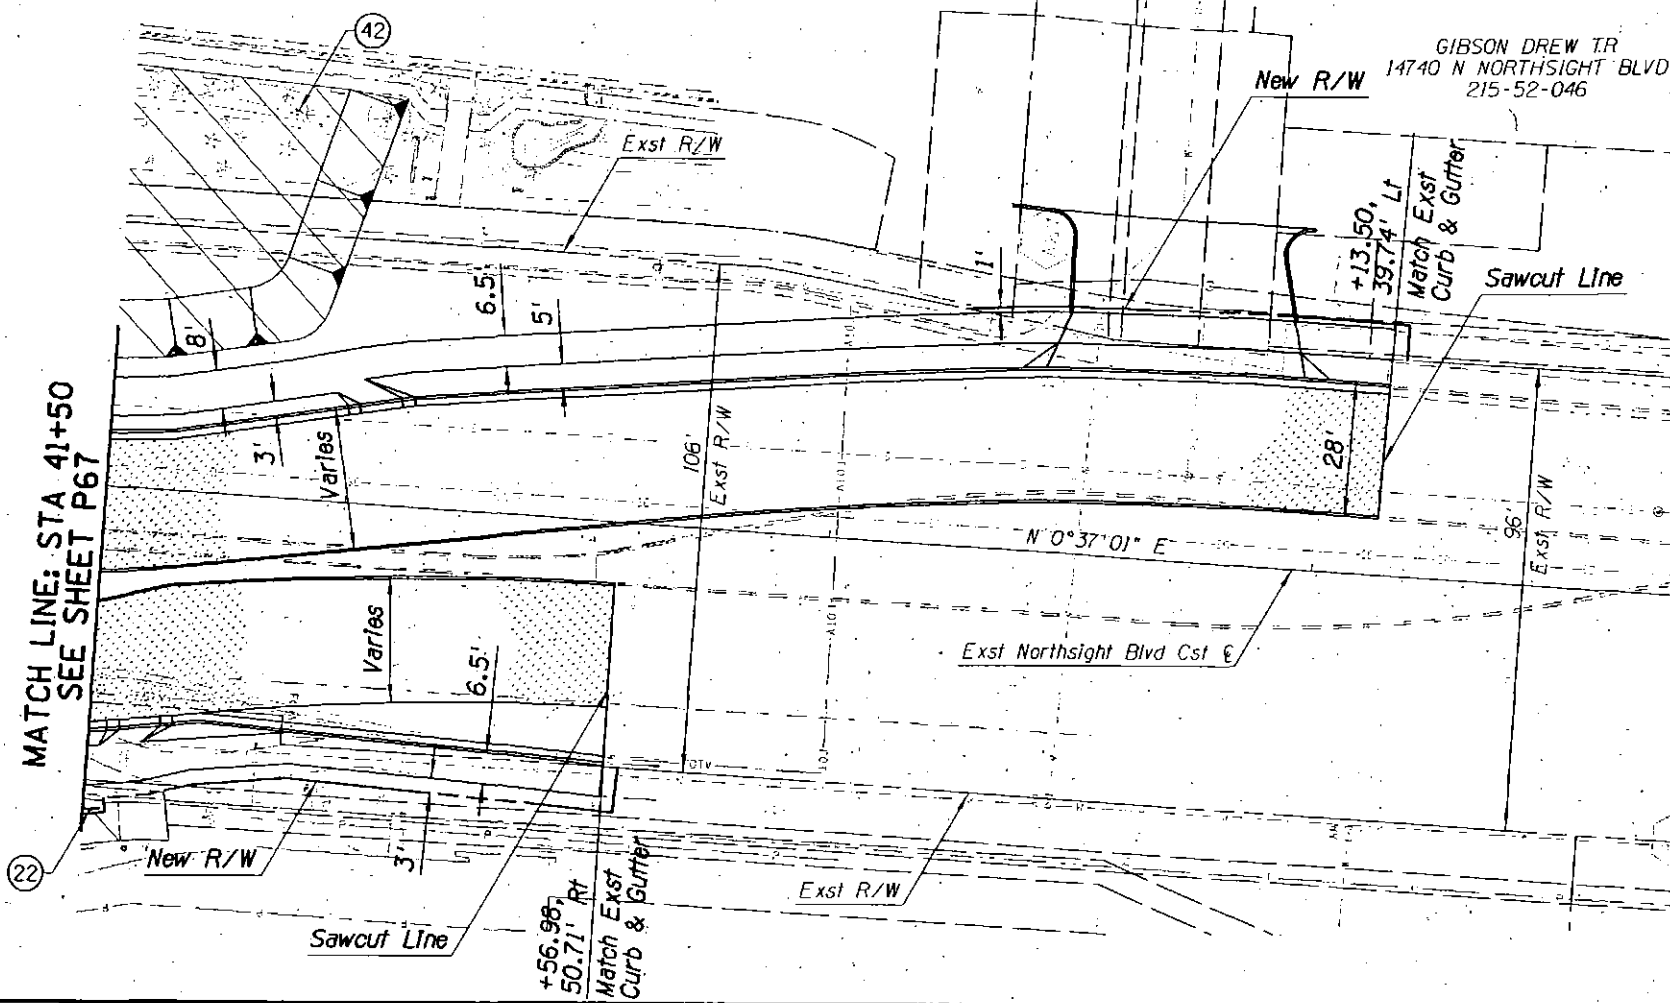 42
GIBSON DREW TR
14740 N NORTHSIGHT BLVD
215-52-046
New R/W
Exst R/W
+13.50,
39.74' Lt
Match Exst
Curb & Gutter
Sawcut Line
1'
6.5'
5'
8'
3'
Varies
106'
Exst R/W
28'
96'
Exst R/W
MATCH LINE: STA 41+50
SEE SHEET P67
N 0°37'01" E
Varies
6.5'
Exst Northsight Blvd Cst ℄
22
New R/W
3'
Exst R/W
Sawcut Line
+56.98,
50.71' Rt
Match Exst
Curb & Gutter